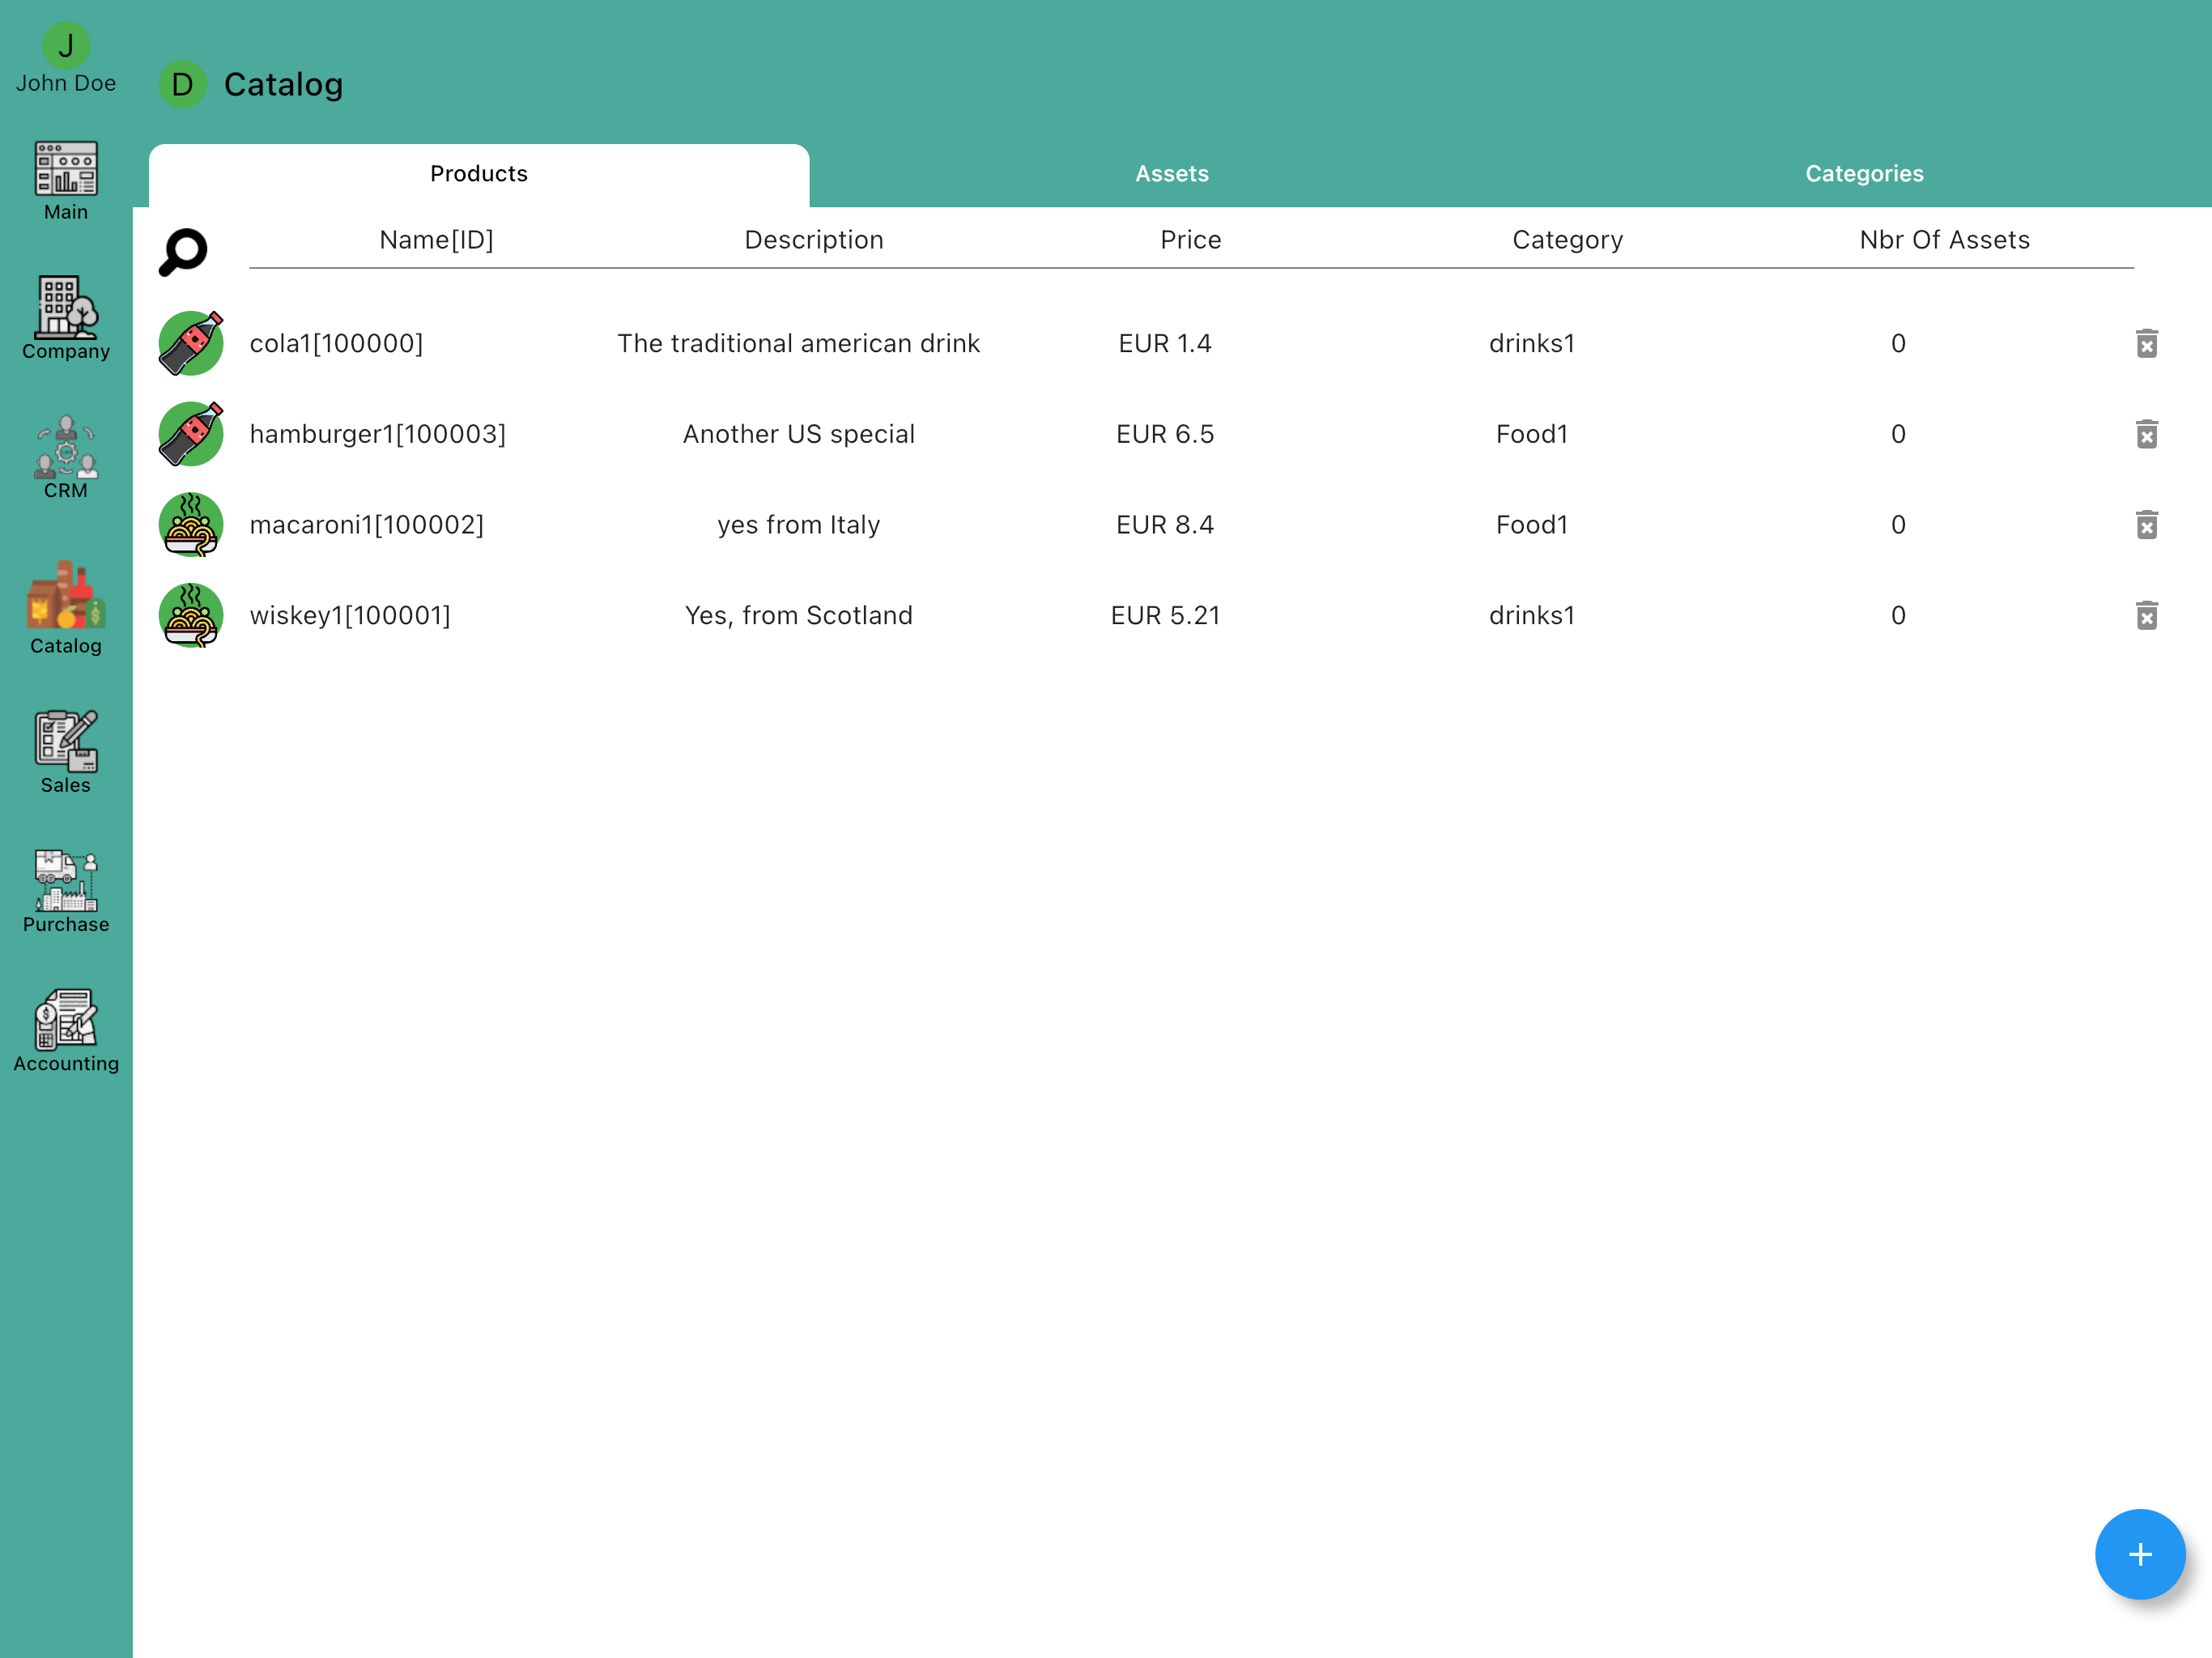 J
John Doe
D Catalog
Products Assets Categories
Name[ID] Description Price Category Nbr Of Assets
cola1[100000] The traditional american drink EUR 1.4 drinks1 0
hamburger1[100003] Another US special EUR 6.5 Food1 0
macaroni1[100002] yes from Italy EUR 8.4 Food1 0
wiskey1[100001] Yes, from Scotland EUR 5.21 drinks1 0
Main
Company
CRM
Catalog
Sales
Purchase
Accounting